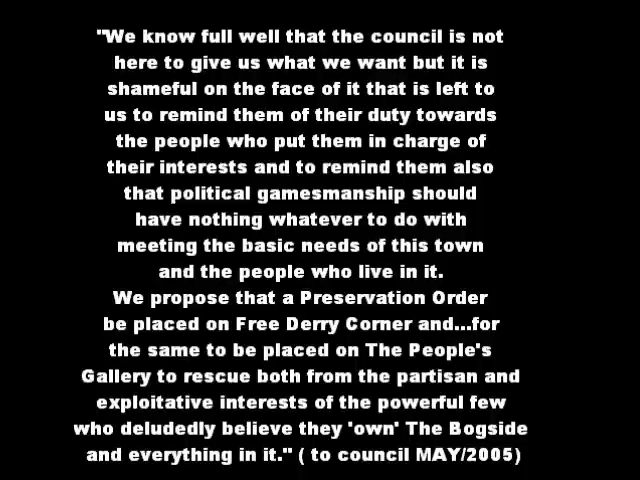 "We know full well that the council is not
here to give us what we want but it is
shameful on the face of it that is left to
us to remind them of their duty towards
the people who put them in charge of
their interests and to remind them also
that political gamesmanship should
have nothing whatever to do with
meeting the basic needs of this town
and the people who live in it.
We propose that a Preservation Order
be placed on Free Derry Corner and...for
the same to be placed on The People's
Gallery to rescue both from the partisan and
exploitative interests of the powerful few
who deludedly believe they 'own' The Bogside
and everything in it." ( to council MAY/2005)